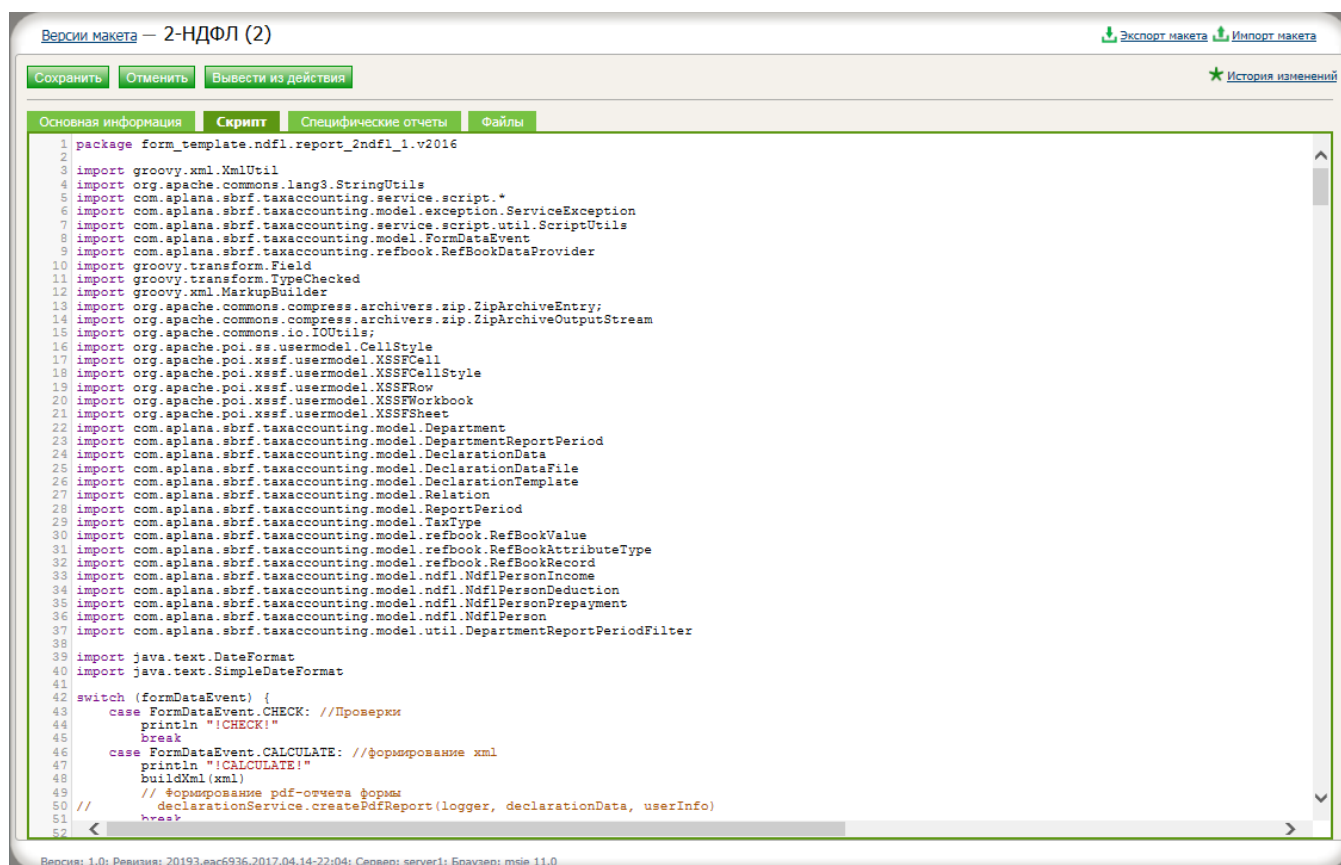 Версии макета — 2-НДФЛ (2)
Экспорт макета Импорт макета
Сохранить Отменить Вывести из действия
История изменений
Основная информация Скрипт Специфические отчеты Файлы
1 package form_template.ndfl.report_2ndfl_1.v2016
2
3 import groovy.xml.XmlUtil
4 import org.apache.commons.lang3.StringUtils
5 import com.aplana.sbrf.taxaccounting.service.script.*
6 import com.aplana.sbrf.taxaccounting.model.exception.ServiceException
7 import com.aplana.sbrf.taxaccounting.service.script.util.ScriptUtils
8 import com.aplana.sbrf.taxaccounting.model.FormDataEvent
9 import com.aplana.sbrf.taxaccounting.refbook.RefBookDataProvider
10 import groovy.transform.Field
11 import groovy.transform.TypeChecked
12 import groovy.xml.MarkupBuilder
13 import org.apache.commons.compress.archivers.zip.ZipArchiveEntry;
14 import org.apache.commons.compress.archivers.zip.ZipArchiveOutputStream
15 import org.apache.commons.io.IOUtils;
16 import org.apache.poi.ss.usermodel.CellStyle
17 import org.apache.poi.xssf.usermodel.XSSFCell
18 import org.apache.poi.xssf.usermodel.XSSFCellStyle
19 import org.apache.poi.xssf.usermodel.XSSFRow
20 import org.apache.poi.xssf.usermodel.XSSFWorkbook
21 import org.apache.poi.xssf.usermodel.XSSFSheet
22 import com.aplana.sbrf.taxaccounting.model.Department
23 import com.aplana.sbrf.taxaccounting.model.DepartmentReportPeriod
24 import com.aplana.sbrf.taxaccounting.model.DeclarationData
25 import com.aplana.sbrf.taxaccounting.model.DeclarationDataFile
26 import com.aplana.sbrf.taxaccounting.model.DeclarationTemplate
27 import com.aplana.sbrf.taxaccounting.model.Relation
28 import com.aplana.sbrf.taxaccounting.model.ReportPeriod
29 import com.aplana.sbrf.taxaccounting.model.TaxType
30 import com.aplana.sbrf.taxaccounting.model.refbook.RefBookValue
31 import com.aplana.sbrf.taxaccounting.model.refbook.RefBookAttributeType
32 import com.aplana.sbrf.taxaccounting.model.refbook.RefBookRecord
33 import com.aplana.sbrf.taxaccounting.model.ndfl.NdflPersonIncome
34 import com.aplana.sbrf.taxaccounting.model.ndfl.NdflPersonDeduction
35 import com.aplana.sbrf.taxaccounting.model.ndfl.NdflPersonPrepayment
36 import com.aplana.sbrf.taxaccounting.model.ndfl.NdflPerson
37 import com.aplana.sbrf.taxaccounting.model.util.DepartmentReportPeriodFilter
38
39 import java.text.DateFormat
40 import java.text.SimpleDateFormat
41
42 switch (formDataEvent) {
43 case FormDataEvent.CHECK: //Проверки
44 println "!CHECK!"
45 break
46 case FormDataEvent.CALCULATE: //формирование xml
47 println "!CALCULATE!"
48 buildXml(xml)
49 // Формирование pdf-отчета формы
50 // declarationService.createPdfReport(logger, declarationData, userInfo)
51 break
52
Версия: 1.0; Ревизия: 20193.eac6936.2017.04.14-22:04; Сервер: server1; Браузер: msie 11.0